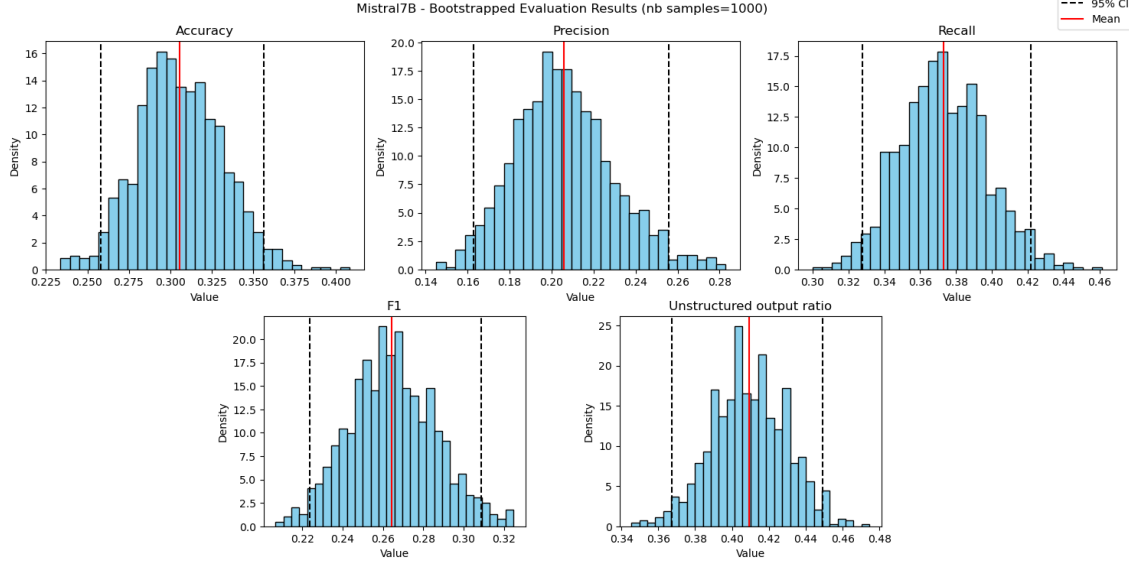 Mistral7B - Bootstrapped Evaluation Results (nb samples=1000)
95% CI
Mean
Accuracy
Density
16
14
12
10
8
6
4
2
0
0.225 0.250 0.275 0.300 0.325 0.350 0.375 0.400
Value
Precision
Density
20.0
17.5
15.0
12.5
10.0
7.5
5.0
2.5
0.0
0.14 0.16 0.18 0.20 0.22 0.24 0.26 0.28
Value
Recall
Density
17.5
15.0
12.5
10.0
7.5
5.0
2.5
0.0
0.30 0.32 0.34 0.36 0.38 0.40 0.42 0.44 0.46
Value
F1
Density
20.0
17.5
15.0
12.5
10.0
7.5
5.0
2.5
0.0
0.22 0.24 0.26 0.28 0.30 0.32
Value
Unstructured output ratio
Density
25
20
15
10
5
0
0.34 0.36 0.38 0.40 0.42 0.44 0.46 0.48
Value